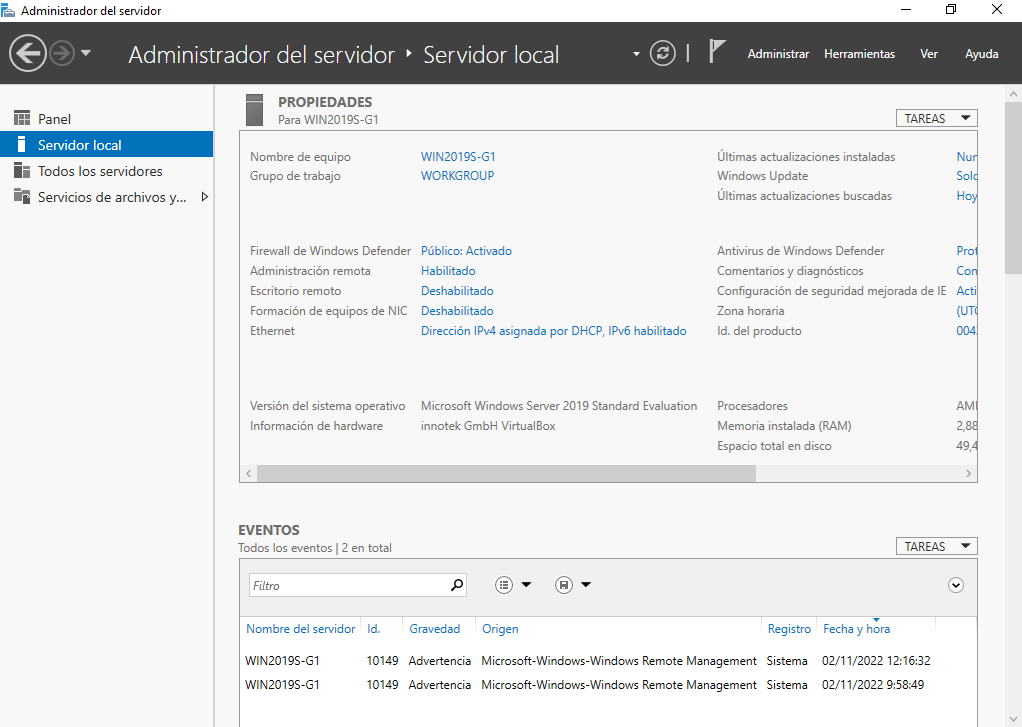 Administrador del servidor
Administrador del servidor Servidor local
Administrar Herramientas Ver Ayuda
Panel
Servidor local
Todos los servidores
Servicios de archivos y...
PROPIEDADES
Para WIN2019S-G1
TAREAS
Nombre de equipo WIN2019S-G1 Últimas actualizaciones instaladas
Grupo de trabajo WORKGROUP Windows Update
Últimas actualizaciones buscadas Hoy
Firewall de Windows Defender Público: Activado Antivirus de Windows Defender
Administración remota Habilitado Comentarios y diagnósticos
Escritorio remoto Deshabilitado Configuración de seguridad mejorada de IE
Formación de equipos de NIC Deshabilitado Zona horaria
Ethernet Dirección IPv4 asignada por DHCP, IPv6 habilitado Id. del producto
Versión del sistema operativo Microsoft Windows Server 2019 Standard Evaluation Procesadores
Información de hardware innotek GmbH VirtualBox Memoria instalada (RAM) 2,88
Espacio total en disco 49,4
EVENTOS
Todos los eventos | 2 en total
TAREAS
Filtro
Nombre del servidor Id. Gravedad Origen Registro Fecha y hora
WIN2019S-G1 10149 Advertencia Microsoft-Windows-Windows Remote Management Sistema 02/11/2022 12:16:32
WIN2019S-G1 10149 Advertencia Microsoft-Windows-Windows Remote Management Sistema 02/11/2022 9:58:49